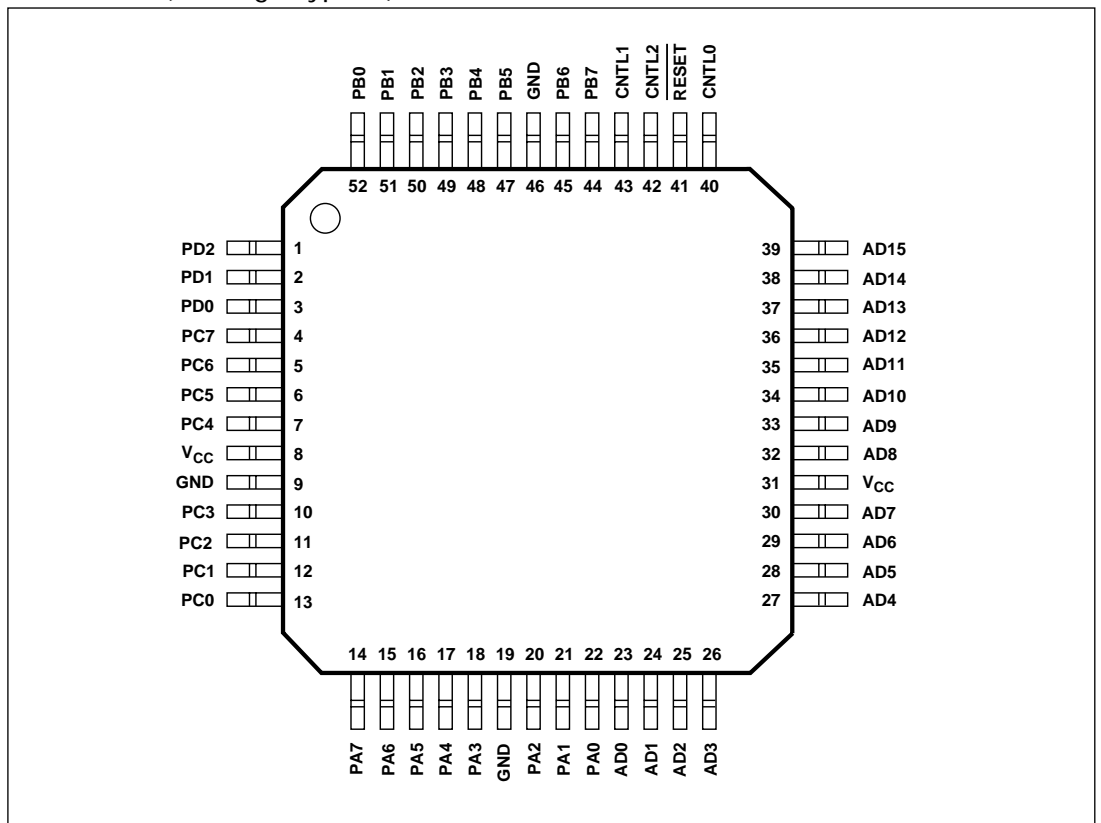 PB0
PB1
PB2
PB3
PB4
PB5
GND
PB6
PB7
CNTL1
CNTL2
RESET
CNTL0
52 51 50 49 48 47 46 45 44 43 42 41 40
PD2 1
PD1 2
PD0 3
PC7 4
PC6 5
PC5 6
PC4 7
VCC 8
GND 9
PC3 10
PC2 11
PC1 12
PC0 13
39 AD15
38 AD14
37 AD13
36 AD12
35 AD11
34 AD10
33 AD9
32 AD8
31 VCC
30 AD7
29 AD6
28 AD5
27 AD4
14 15 16 17 18 19 20 21 22 23 24 25 26
PA7
PA6
PA5
PA4
PA3
GND
PA2
PA1
PA0
AD0
AD1
AD2
AD3